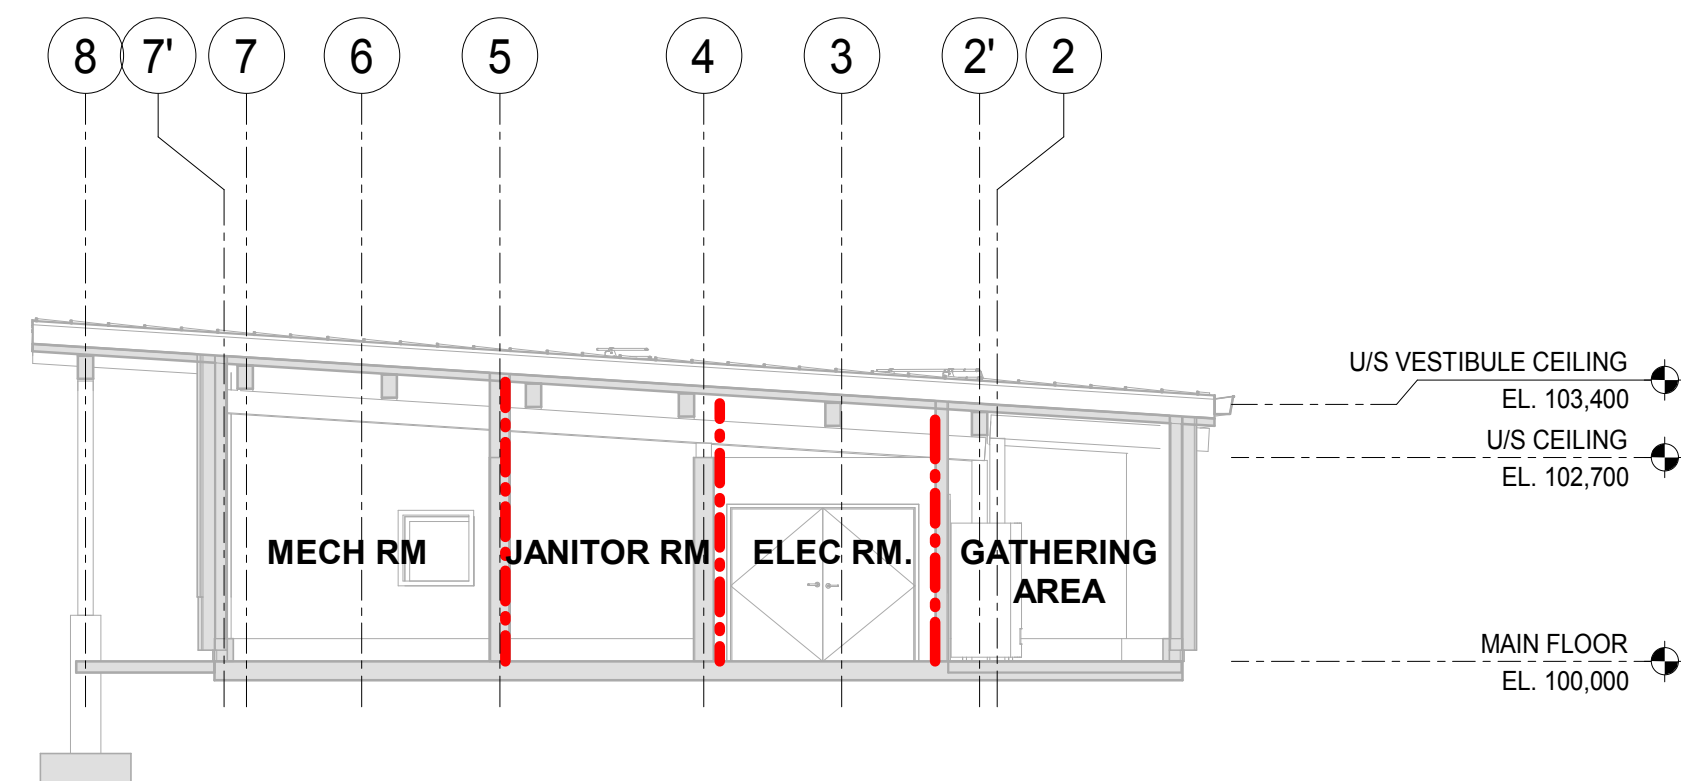 8 7' 7 6 5 4 3 2' 2
U/S VESTIBULE CEILING
EL. 103,400
U/S CEILING
EL. 102,700
MECH RM JANITOR RM ELEC RM. GATHERING
AREA
MAIN FLOOR
EL. 100,000